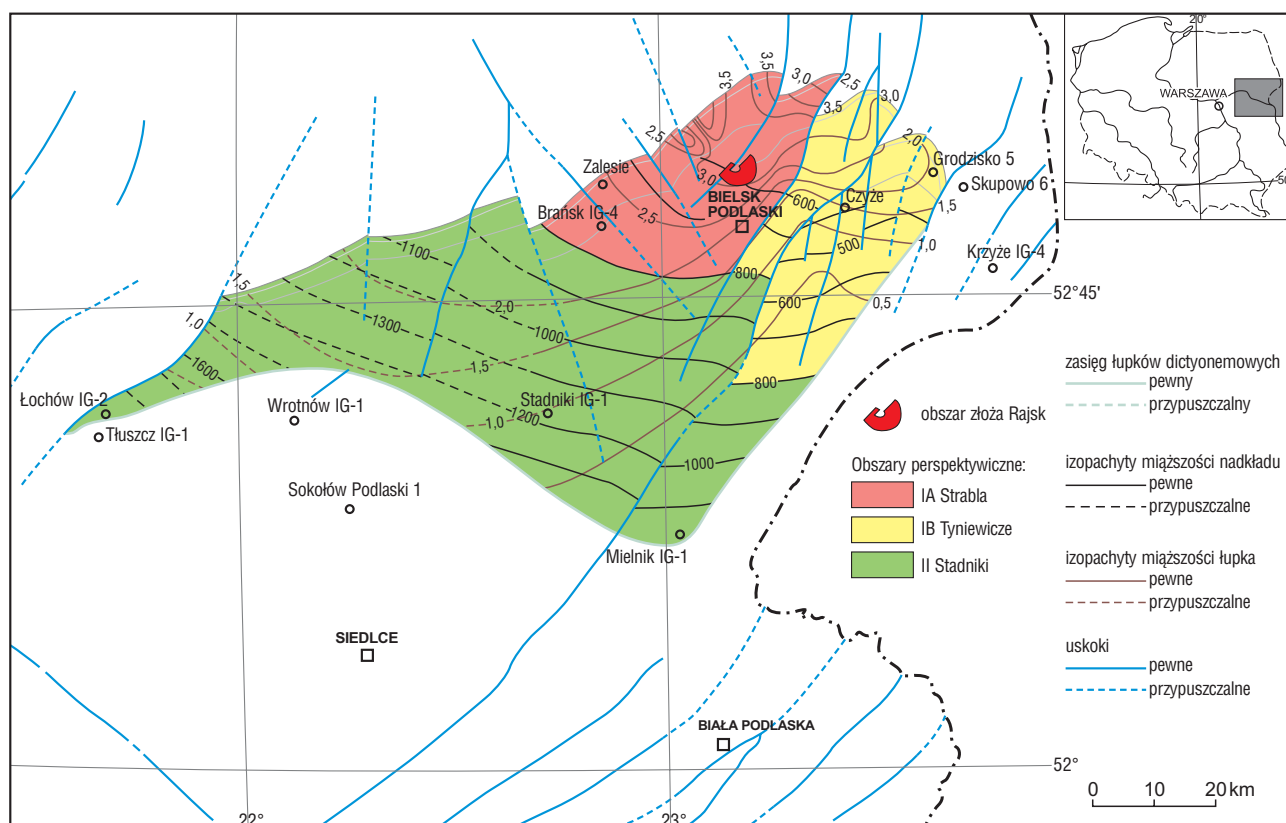 20°
WARSZAWA
50
3,5
3,5
3,0
2,5
3,5
3,0
2,5
2,0
Zalesie
3,0
Grodzisko 5
Skupowo 6
BIELSK
PODLASKI
600
Czyże
1,5
Brańsk IG-4
2,5
500
1,0
Krzyże IG-4
1100
800
0,5
52°45'
1,5
2,0
600
1,0
1300
1000
1600
1,5
800
Łochów IG-2
Wrotnów IG-1
Stadniki IG-1
1200
1,0
Tłuszcz IG-1
1000
Sokołów Podlaski 1
Mielnik IG-1
SIEDLCE
BIAŁA PODLASKA
52°
22°
23°
obszar złoża Rajsk
Obszary perspektywiczne:
IA Strabla
IB Tyniewicze
II Stadniki
zasięg łupków dictyonemowych
pewny
przypuszczalny
izopachyty miąższości nadkładu
pewne
przypuszczalne
izopachyty miąższości łupka
pewne
przypuszczalne
uskoki
pewne
przypuszczalne
0 10 20 km